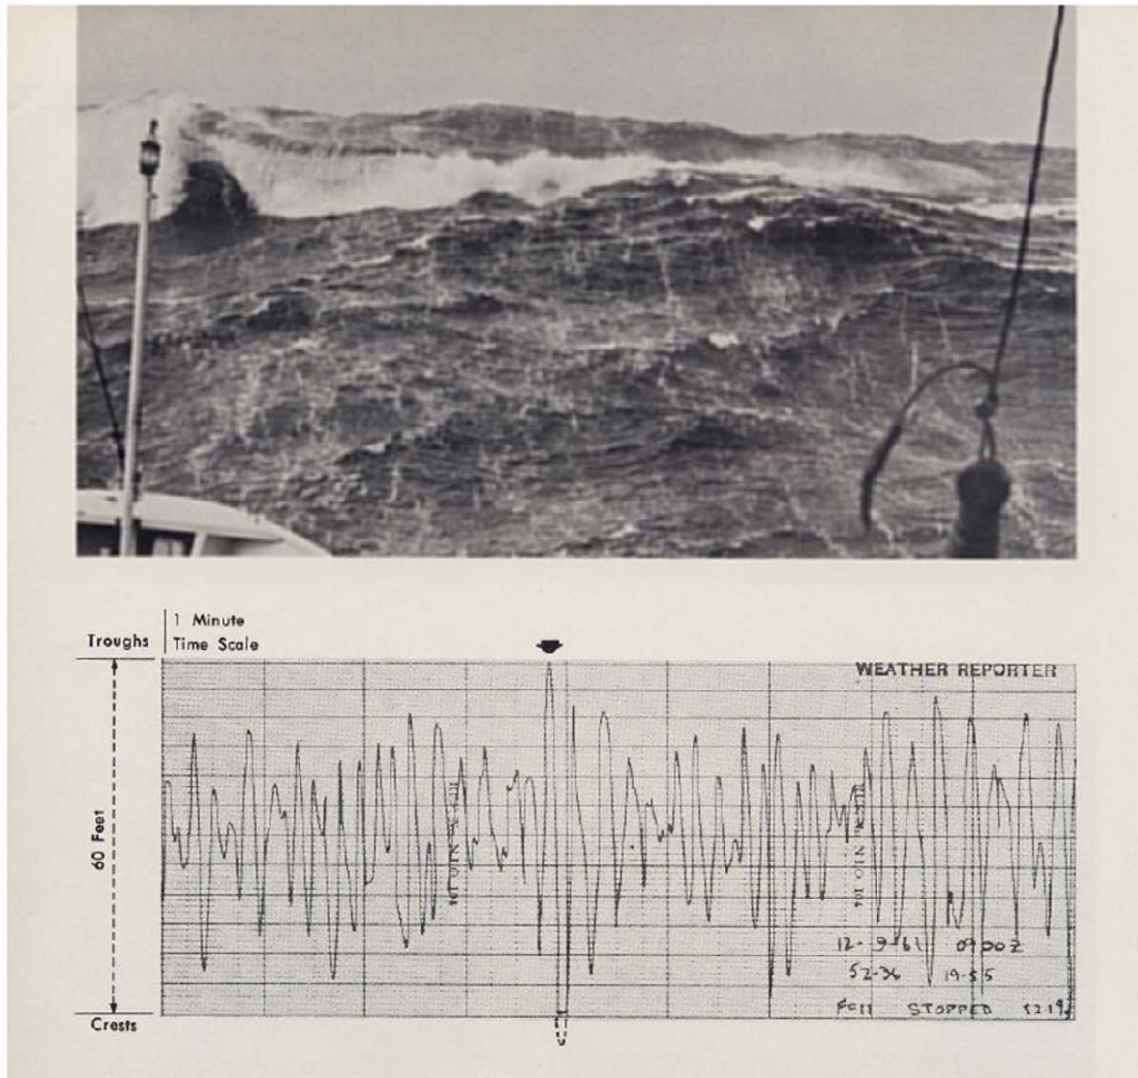 1 Minute
Troughs
Time Scale
WEATHER REPORTER
60 Feet
12-9-61 0900Z
52-36 19-55
STOPPED
Crests